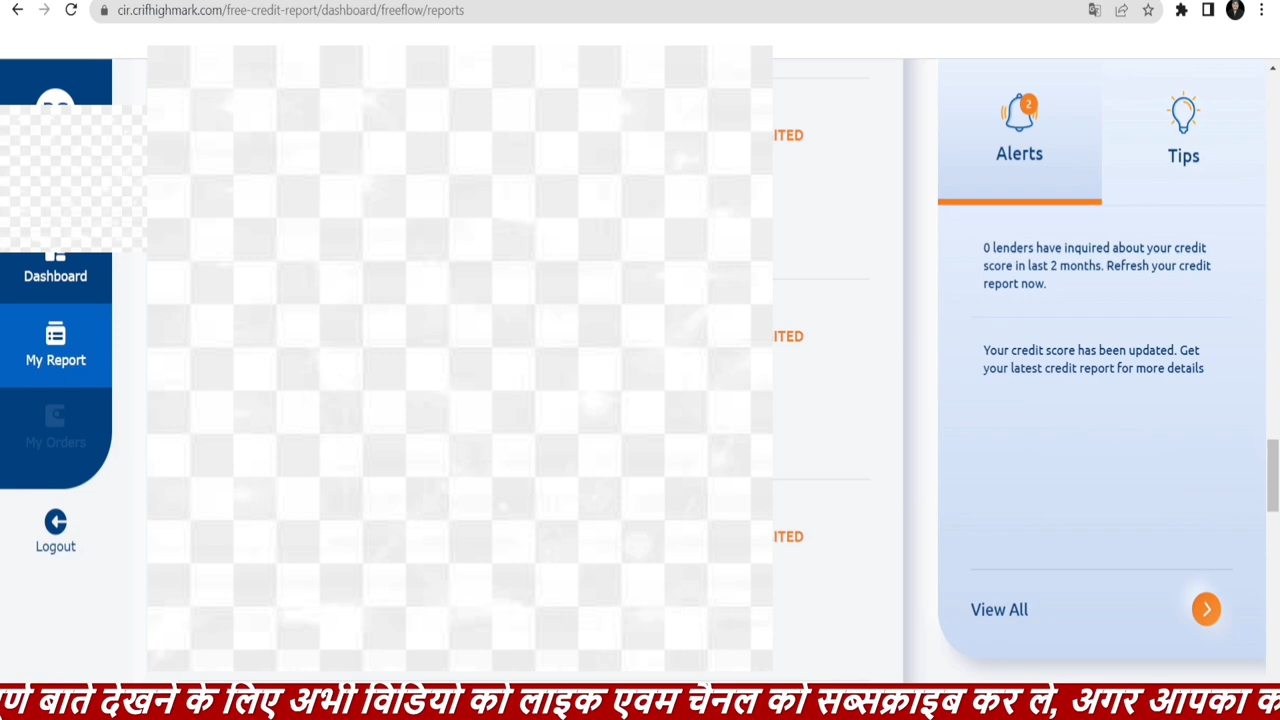 cir.crifhighmark.com/free-credit-report/dashboard/freeflow/reports
2
Alerts
Tips
ITED
0 lenders have inquired about your credit
score in last 2 months. Refresh your credit
report now.
Dashboard
ITED
My Report
Your credit score has been updated. Get
your latest credit report for more details
My Orders
ITED
Logout
View All
र्ण बाते देखने के लिए अभी विडियो को लाइक एवम चैनल को सब्सक्राइब कर ले, अगर आपका क